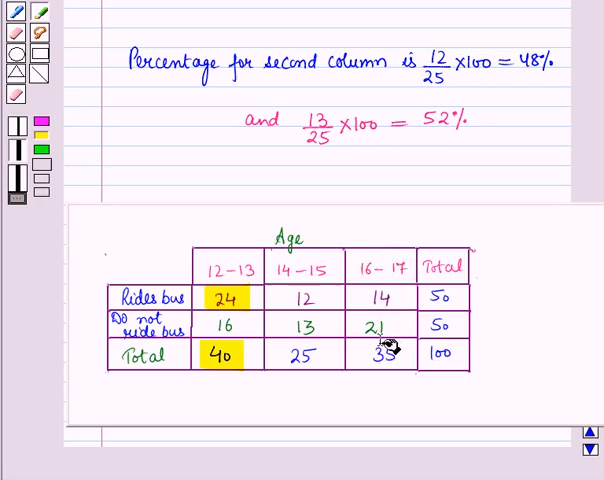 Percentage for second column is 12/25 × 100 = 48%
and 13/25 × 100 = 52%
Age
12-13 14-15 16-17 Total
Rides bus 24 12 14 50
Do not ride bus 16 13 21 50
Total 40 25 35 100